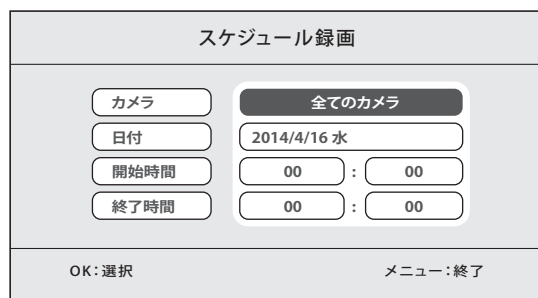 スケジュール録画
カメラ 全てのカメラ
日付 2014/4/16 水
開始時間 00 : 00
終了時間 00 : 00
OK：選択 メニュー：終了